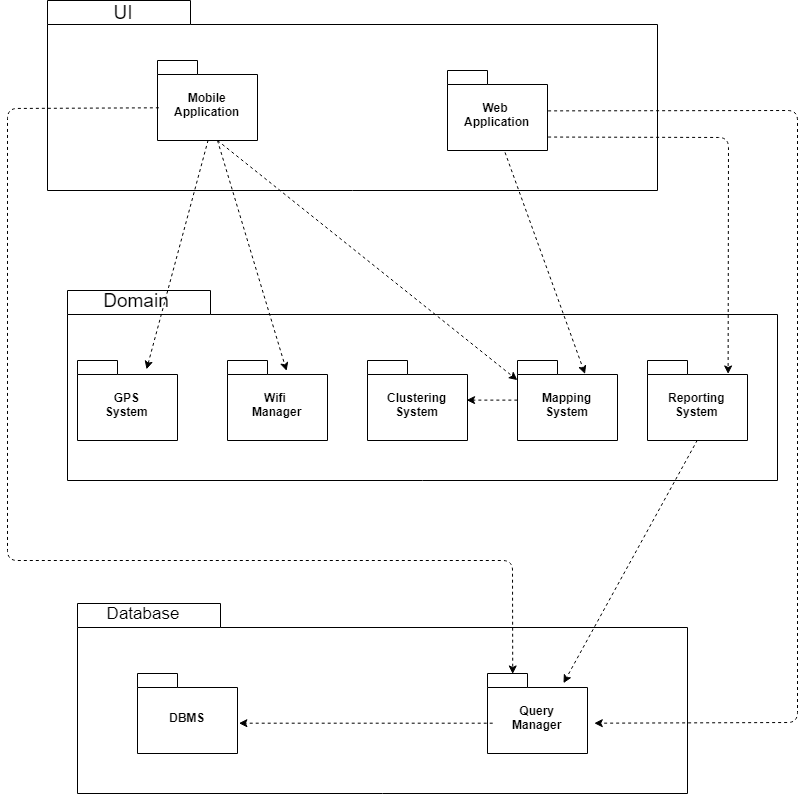 UI
Mobile
Application
Web
Application
Domain
GPS
System
Wifi
Manager
Clustering
System
Mapping
System
Reporting
System
Database
DBMS
Query
Manager